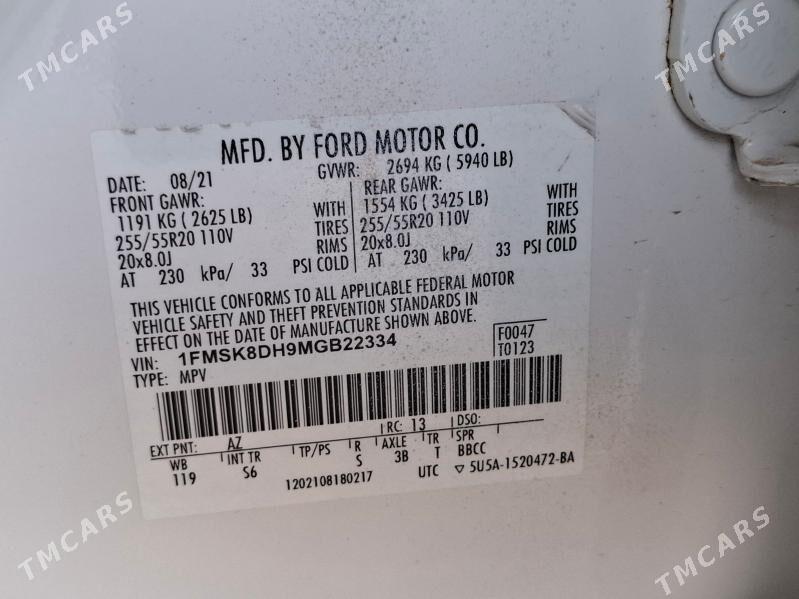 TMCARS
TMCARS
MFD. BY FORD MOTOR CO.
DATE: 08/21 GVWR: 2694 KG ( 5940 LB)
FRONT GAWR: REAR GAWR:
1191 KG ( 2625 LB) WITH 1554 KG ( 3425 LB) WITH
255/55R20 110V TIRES 255/55R20 110V TIRES
20x8.0J RIMS 20x8.0J RIMS
AT 230 kPa/ 33 PSI COLD AT 230 kPa/ 33 PSI COLD
THIS VEHICLE CONFORMS TO ALL APPLICABLE FEDERAL MOTOR
VEHICLE SAFETY AND THEFT PREVENTION STANDARDS IN
EFFECT ON THE DATE OF MANUFACTURE SHOWN ABOVE.
VIN: 1FMSK8DH9MGB22334 F0047
TYPE: MPV T0123
EXT PNT: AZ RC: 13 DSO:
WB INT TR TP/PS R AXLE TR SPR
119 S6 S 3B T BBCC
1202108180217 UTC ▽ 5U5A-1520472-BA
TMCARS
TMCARS